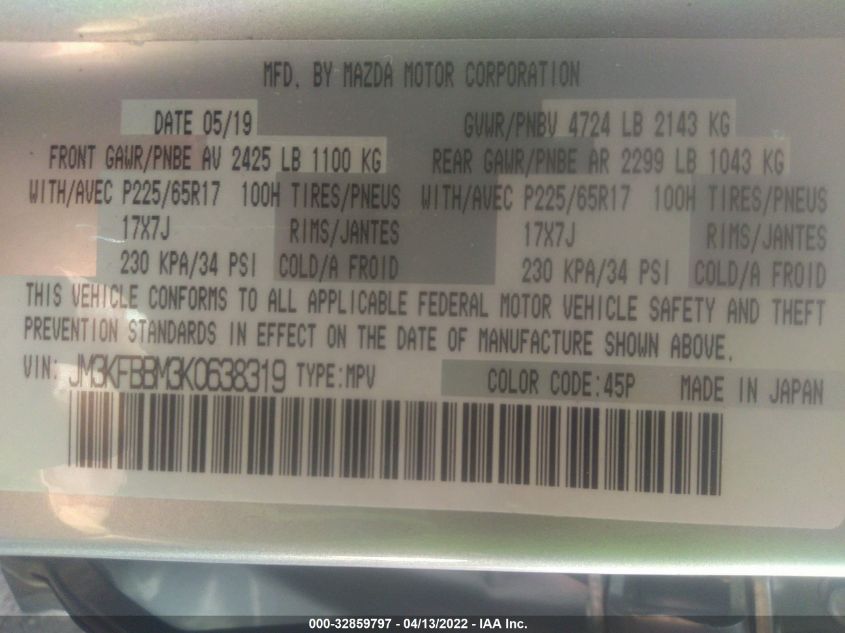 MFD. BY MAZDA MOTOR CORPORATION
DATE 05/19 GVWR/PNBV 4724 LB 2143 KG
FRONT GAWR/PNBE AV 2425 LB 1100 KG REAR GAWR/PNBE AR 2299 LB 1043 KG
WITH/AVEC P225/65R17 100H TIRES/PNEUS WITH/AVEC P225/65R17 100H TIRES/PNEUS
17X7J RIMS/JANTES 17X7J RIMS/JANTES
230 KPA/34 PSI COLD/A FROID 230 KPA/34 PSI COLD/A FROID
THIS VEHICLE CONFORMS TO ALL APPLICABLE FEDERAL MOTOR VEHICLE SAFETY AND THEFT
PREVENTION STANDARDS IN EFFECT ON THE DATE OF MANUFACTURE SHOWN ABOVE.
VIN: JM3KFBBM3K0638319 TYPE:MPV COLOR CODE:45P MADE IN JAPAN
000-32859797 - 04/13/2022 - IAA Inc.